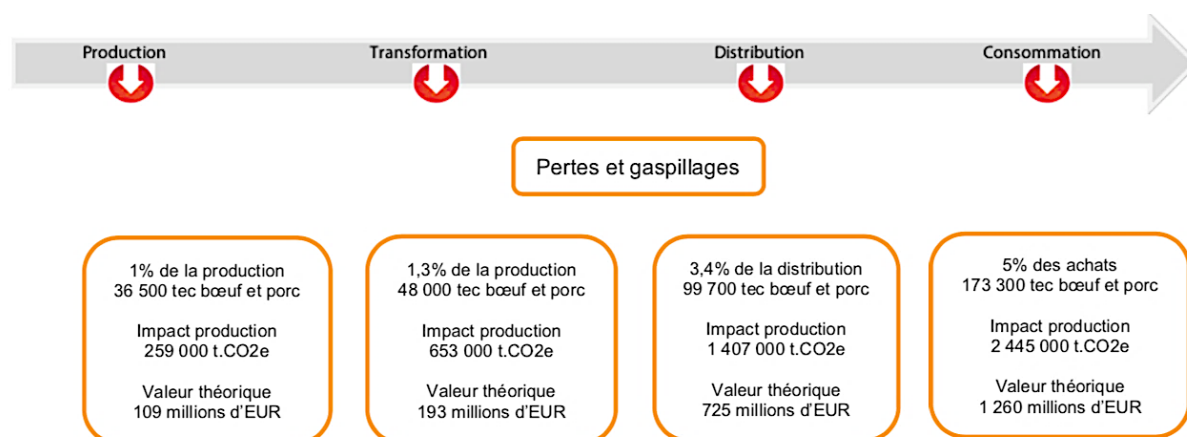 Production
Transformation
Distribution
Consommation
Pertes et gaspillages
1% de la production
36 500 tec bœuf et porc
Impact production
259 000 t.CO2e
Valeur théorique
109 millions d'EUR
1,3% de la production
48 000 tec bœuf et porc
Impact production
653 000 t.CO2e
Valeur théorique
193 millions d'EUR
3,4% de la distribution
99 700 tec bœuf et porc
Impact production
1 407 000 t.CO2e
Valeur théorique
725 millions d'EUR
5% des achats
173 300 tec bœuf et porc
Impact production
2 445 000 t.CO2e
Valeur théorique
1 260 millions d'EUR